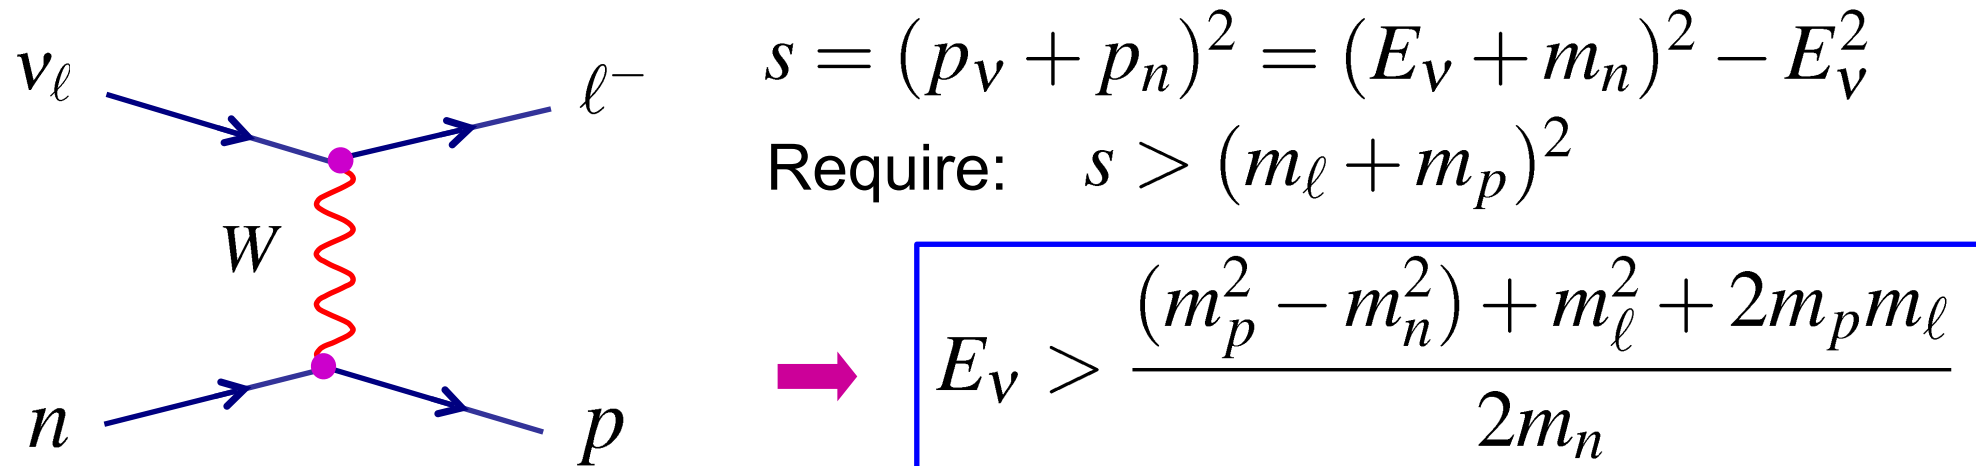 ν_ℓ
ℓ⁻
s = (p_ν + p_n)² = (E_ν + m_n)² − E_ν²
Require: s > (m_ℓ + m_p)²
W
E_ν > \frac{(m_p² − m_n²) + m_ℓ² + 2m_p m_ℓ}{2m_n}
n
p